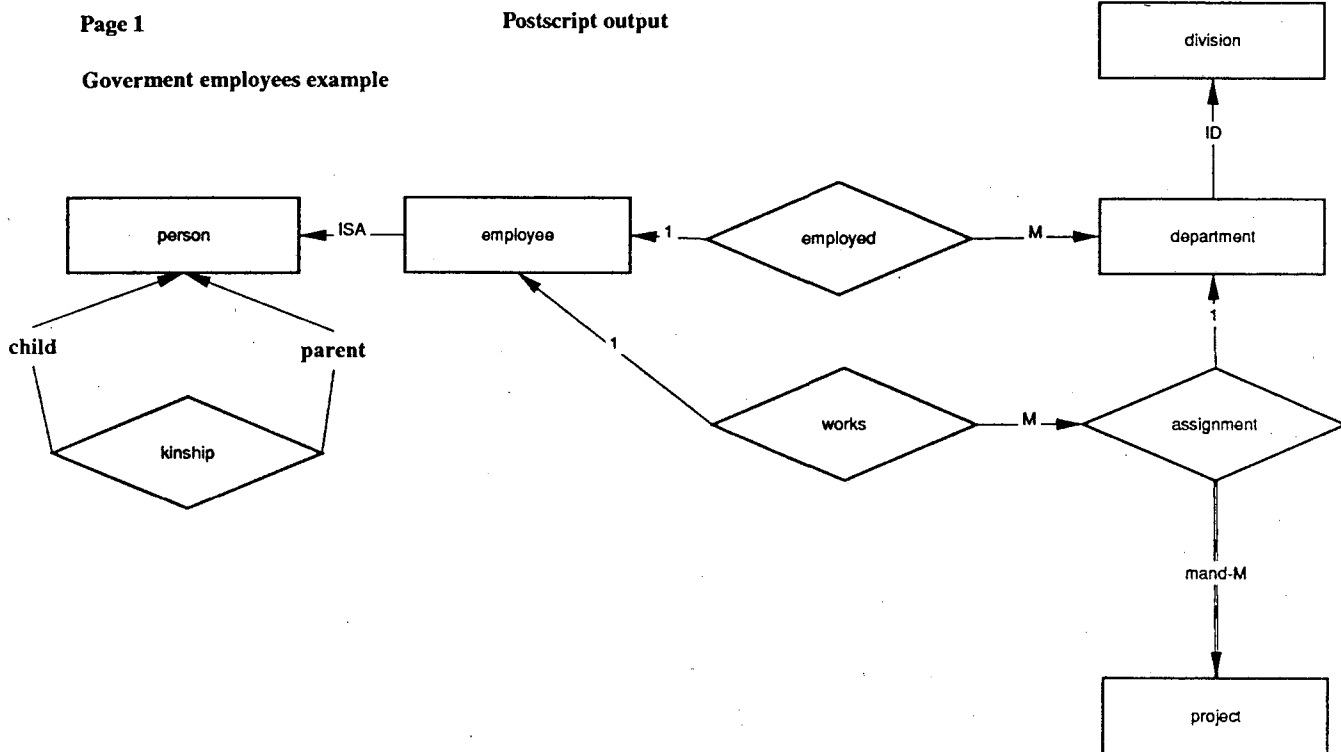 Page 1
Postscript output
division
Goverment employees example
ID
person
ISA
employee
1
employed
M
department
child
parent
1
1
kinship
works
M
assignment
mand-M
project